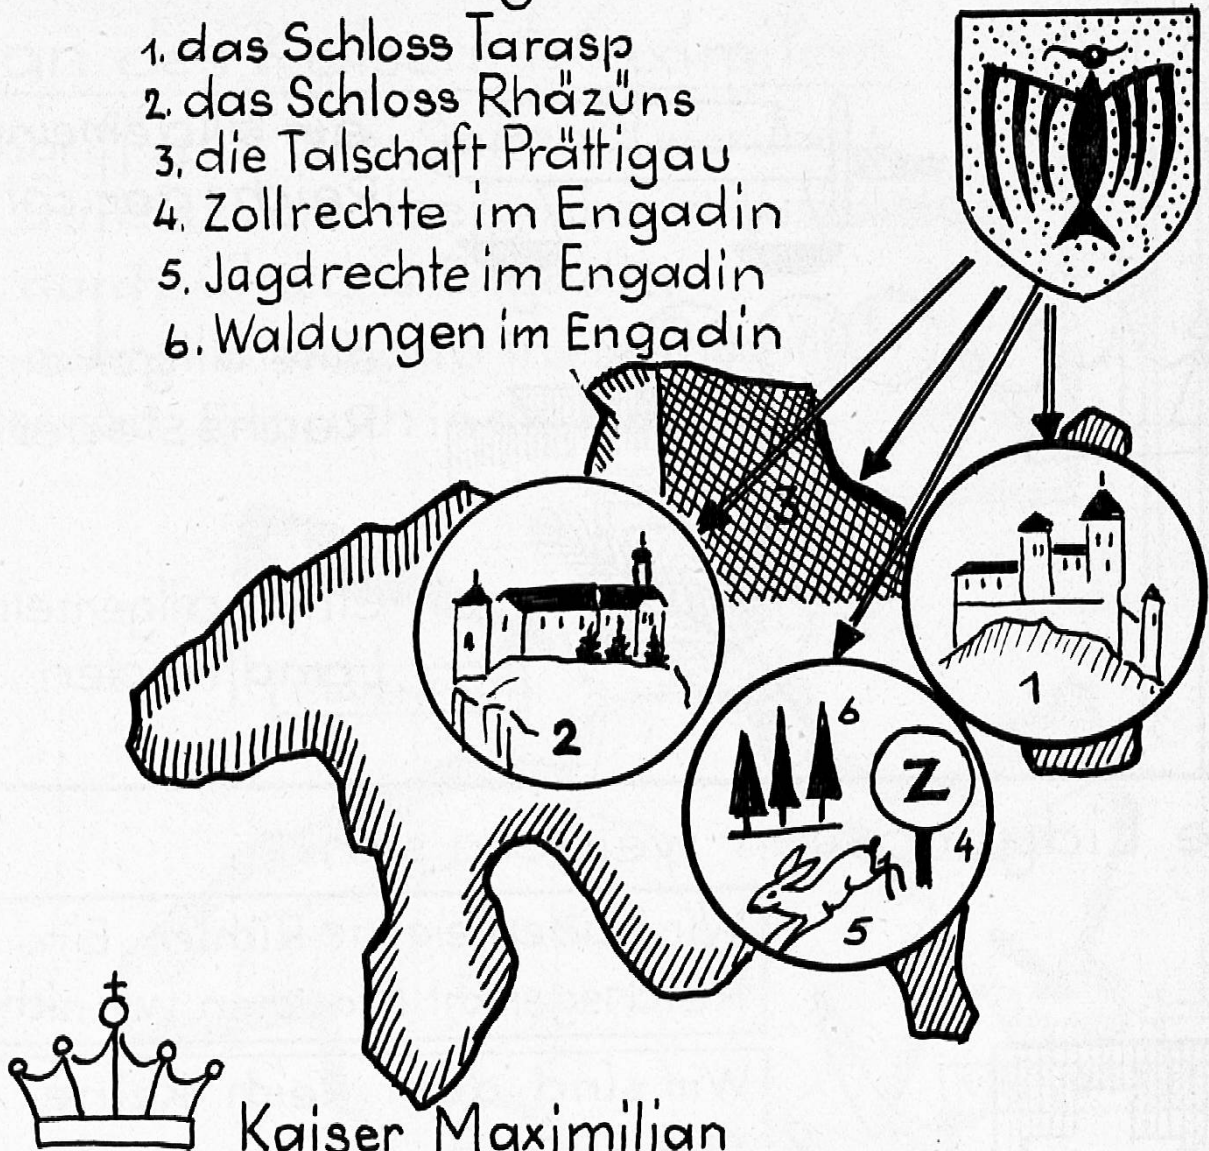 1. das Schloss Tarasp
2. das Schloss Rhäzüns
3. die Talschaft Prättigau
4. Zollrechte im Engadin
5. Jagdrechte im Engadin
6. Waldungen im Engadin
3
1
2
6
Z
4
5
Kaiser Maximilian